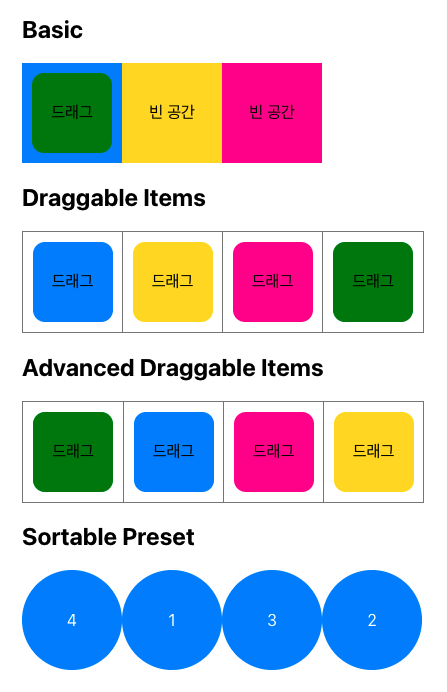 Basic
드래그 빈 공간 빈 공간
Draggable Items
드래그 드래그 드래그 드래그
Advanced Draggable Items
드래그 드래그 드래그 드래그
Sortable Preset
4 1 3 2